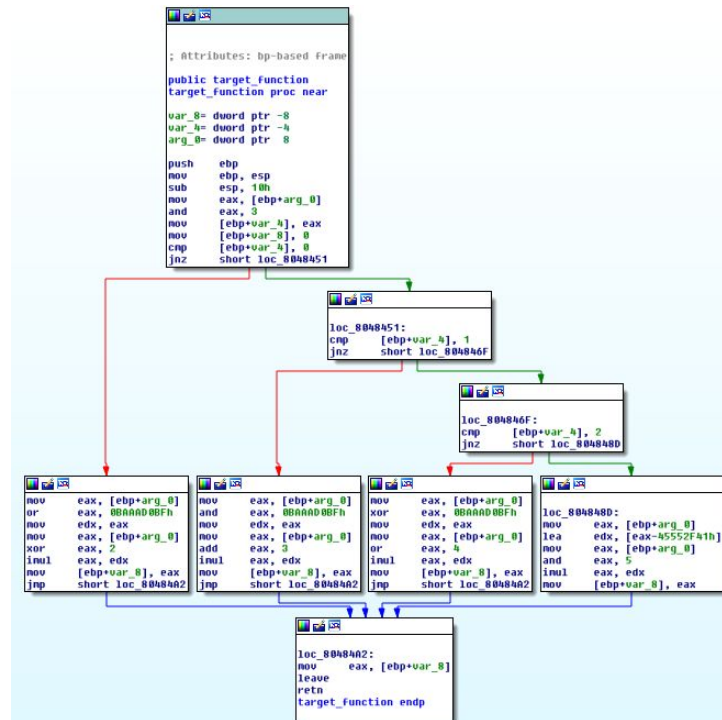 ; Attributes: bp-based frame
public target_function
target_function proc near
var_8= dword ptr -8
var_4= dword ptr -4
arg_0= dword ptr  8
push    ebp
mov     ebp, esp
sub     esp, 10h
mov     eax, [ebp+arg_0]
and     eax, 3
mov     [ebp+var_4], eax
mov     [ebp+var_8], 0
cmp     [ebp+var_4], 0
jnz     short loc_8048451
loc_8048451:
cmp     [ebp+var_4], 1
jnz     short loc_804846F
loc_804846F:
cmp     [ebp+var_4], 2
jnz     short loc_804848D
mov     eax, [ebp+arg_0]
or      eax, 0BAAAD0BFh
mov     edx, eax
mov     eax, [ebp+arg_0]
xor     eax, 2
imul    eax, edx
mov     [ebp+var_8], eax
jmp     short loc_80484A2
mov     eax, [ebp+arg_0]
and     eax, 0BAAAD0BFh
mov     edx, eax
mov     eax, [ebp+arg_0]
add     eax, 3
imul    eax, edx
mov     [ebp+var_8], eax
jmp     short loc_80484A2
mov     eax, [ebp+arg_0]
xor     eax, 0BAAAD0BFh
mov     edx, eax
mov     eax, [ebp+arg_0]
or      eax, 4
imul    eax, edx
mov     [ebp+var_8], eax
jmp     short loc_80484A2
loc_804848D:
mov     eax, [ebp+arg_0]
lea     edx, [eax-45552F41h]
mov     eax, [ebp+arg_0]
and     eax, 5
imul    eax, edx
mov     [ebp+var_8], eax
loc_80484A2:
mov     eax, [ebp+var_8]
leave
retn
target_function endp